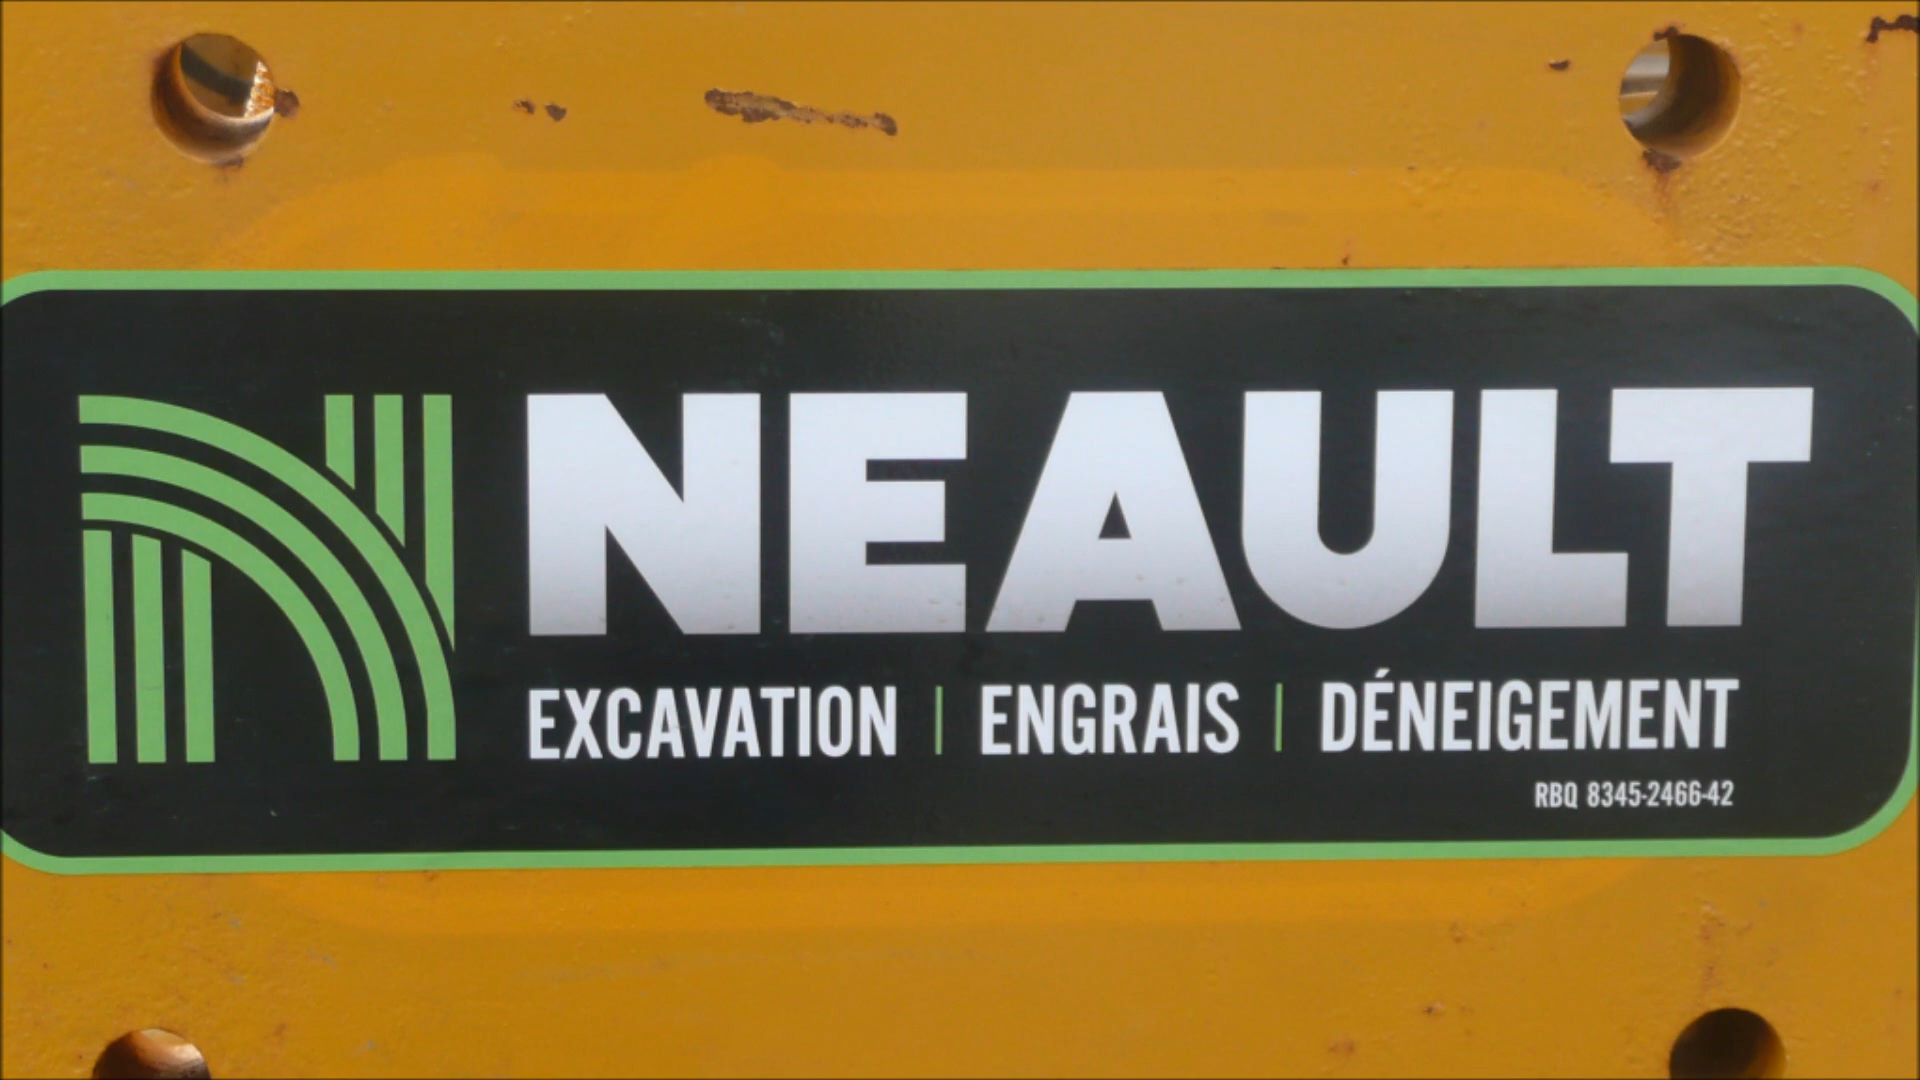 NEAULT
EXCAVATION | ENGRAIS | DÉNEIGEMENT
RBQ 8345-2466-42